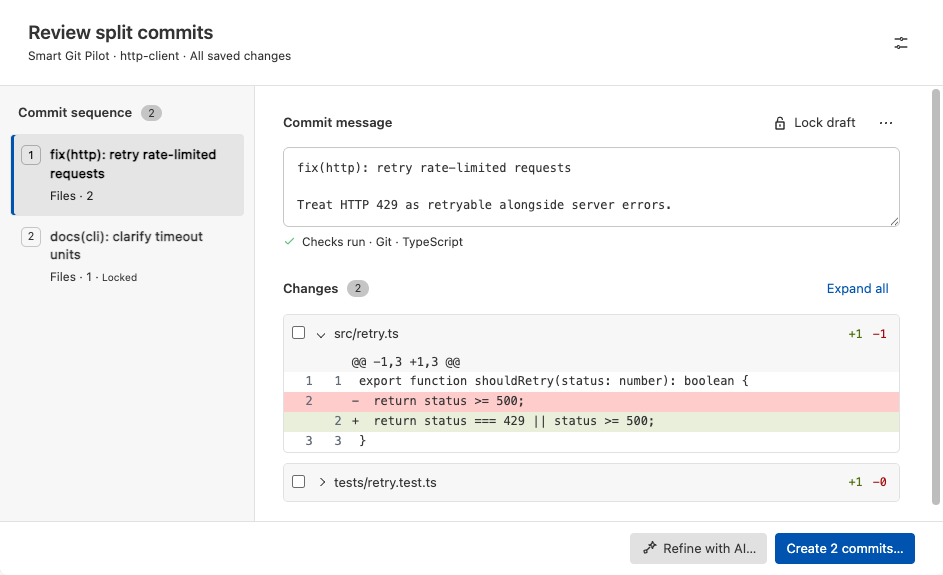 Review split commits
Smart Git Pilot · http-client · All saved changes
Commit sequence 2
1 fix(http): retry rate-limited
requests
Files · 2
2 docs(cli): clarify timeout
units
Files · 1 · Locked
Commit message
Lock draft ...
fix(http): retry rate-limited requests
Treat HTTP 429 as retryable alongside server errors.
Checks run · Git · TypeScript
Changes 2
Expand all
src/retry.ts +1 −1
@@ -1,3 +1,3 @@
1 1 export function shouldRetry(status: number): boolean {
2 - return status >= 500;
2 + return status === 429 || status >= 500;
3 3 }
tests/retry.test.ts +1 −0
Refine with AI...
Create 2 commits...